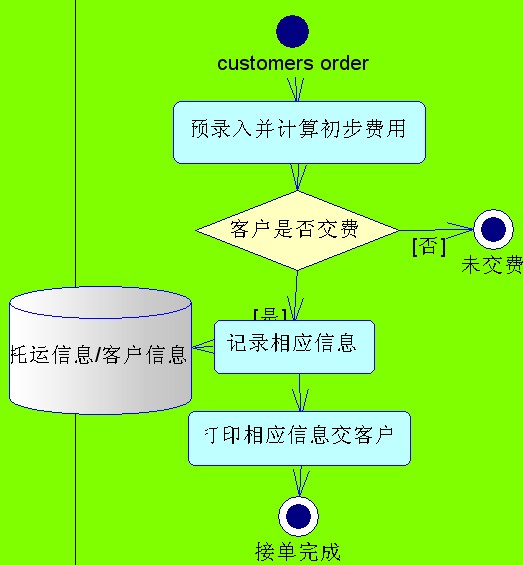 customers order
预录入并计算初步费用
客户是否交费
[否]
未交费
[是]
托运信息/客户信息
记录相应信息
打印相应信息交客户
接单完成